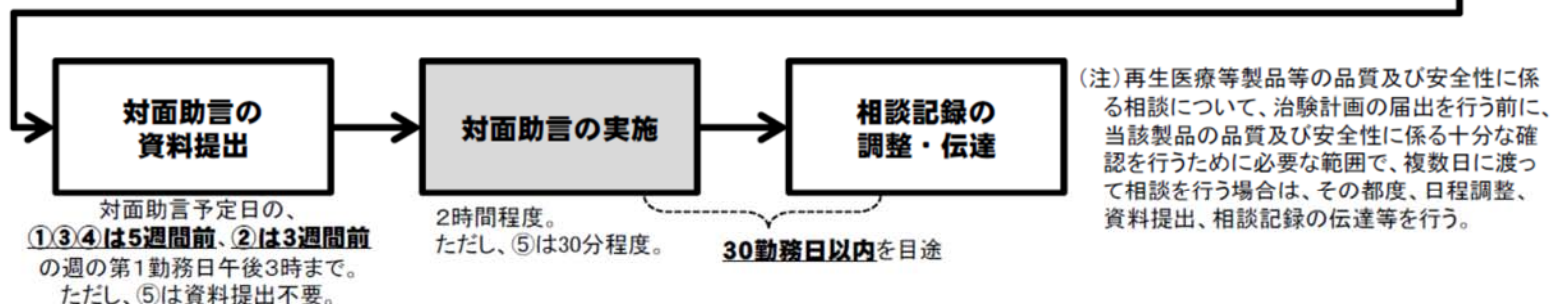 対面助言の
資料提出
対面助言の実施
相談記録の
調整・伝達
対面助言予定日の、
①③④は5週間前、②は3週間前
の週の第1勤務日午後3時まで。
ただし、⑤は資料提出不要。
2時間程度。
ただし、⑤は30分程度。
30勤務日以内を目途
(注)再生医療等製品等の品質及び安全性に係
る相談について、治験計画の届出を行う前に、
当該製品の品質及び安全性に係る十分な確
認を行うために必要な範囲で、複数日に渡っ
て相談を行う場合は、その都度、日程調整、
資料提出、相談記録の伝達等を行う。